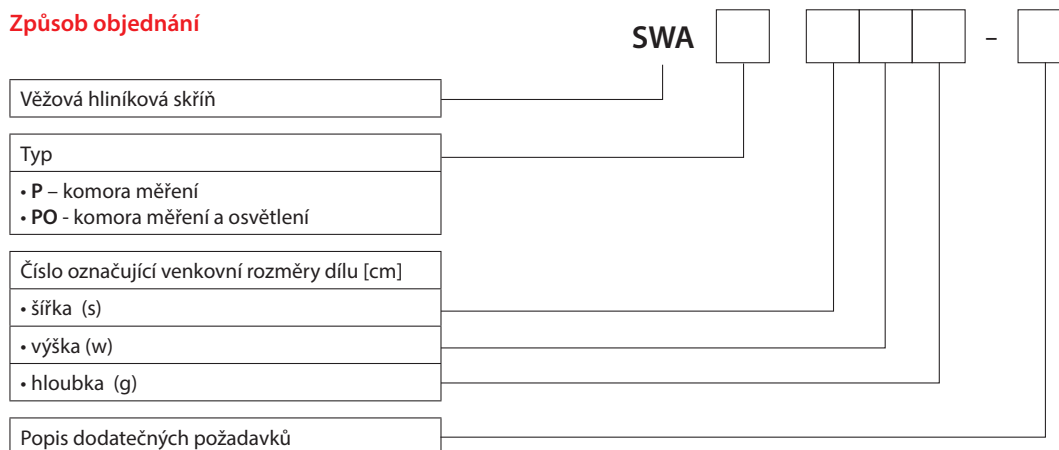 Způsob objednání
SWA –
Věžová hliníková skříň
Typ
• P – komora měření
• PO - komora měření a osvětlení
Číslo označující venkovní rozměry dílu [cm]
• šířka (s)
• výška (w)
• hloubka (g)
Popis dodatečných požadavků